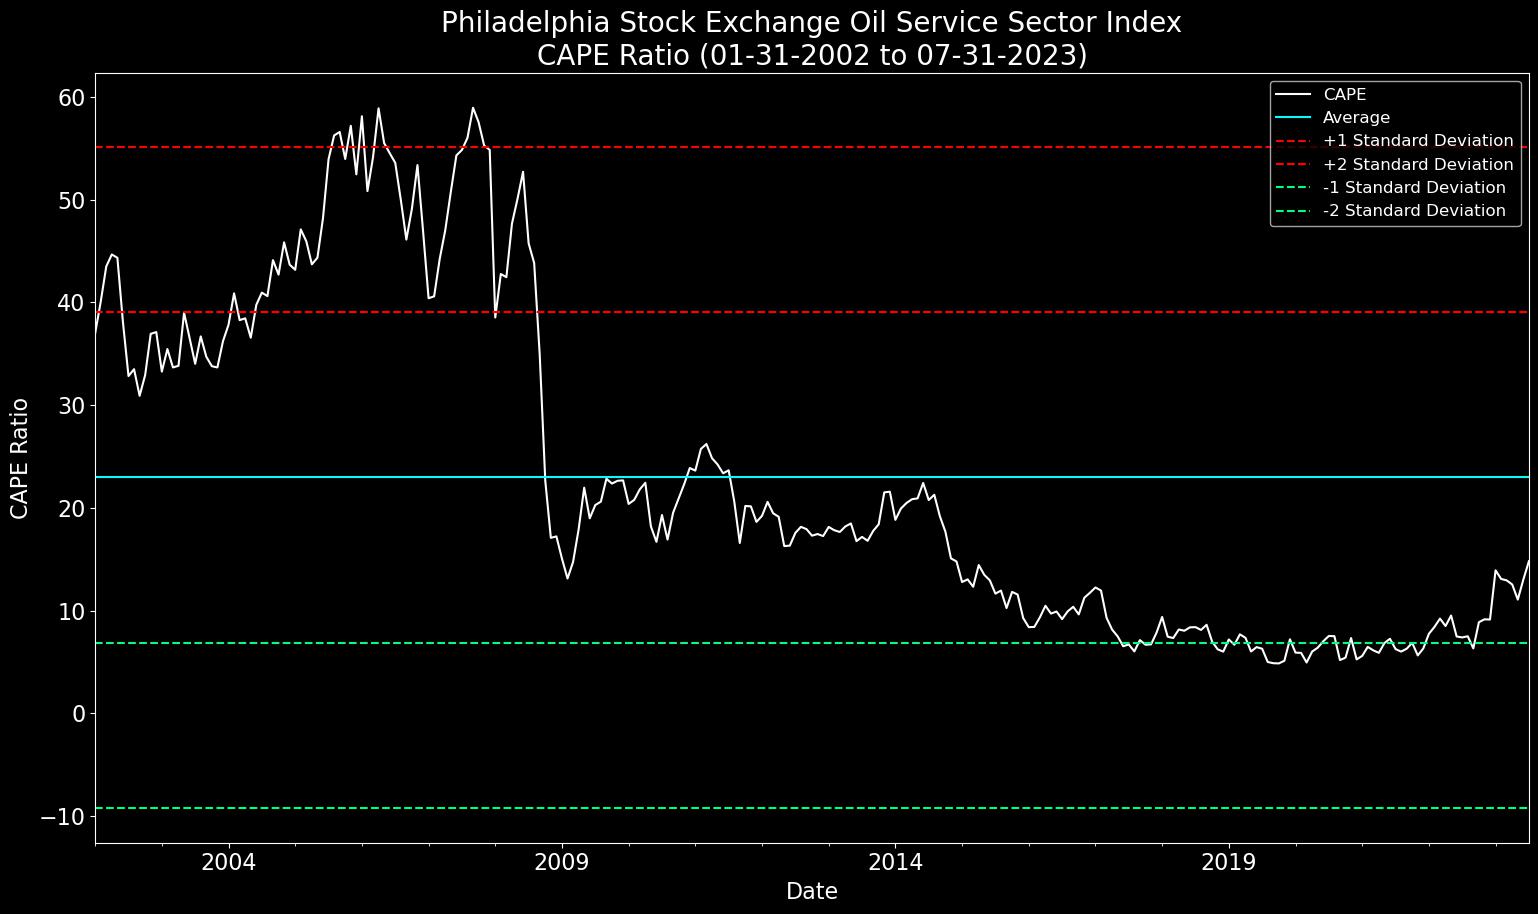 Philadelphia Stock Exchange Oil Service Sector Index
CAPE Ratio (01-31-2002 to 07-31-2023)
CAPE
Average
+1 Standard Deviation
+2 Standard Deviation
-1 Standard Deviation
-2 Standard Deviation
CAPE Ratio
60
50
40
30
20
10
0
−10
2004
2009
2014
2019
Date